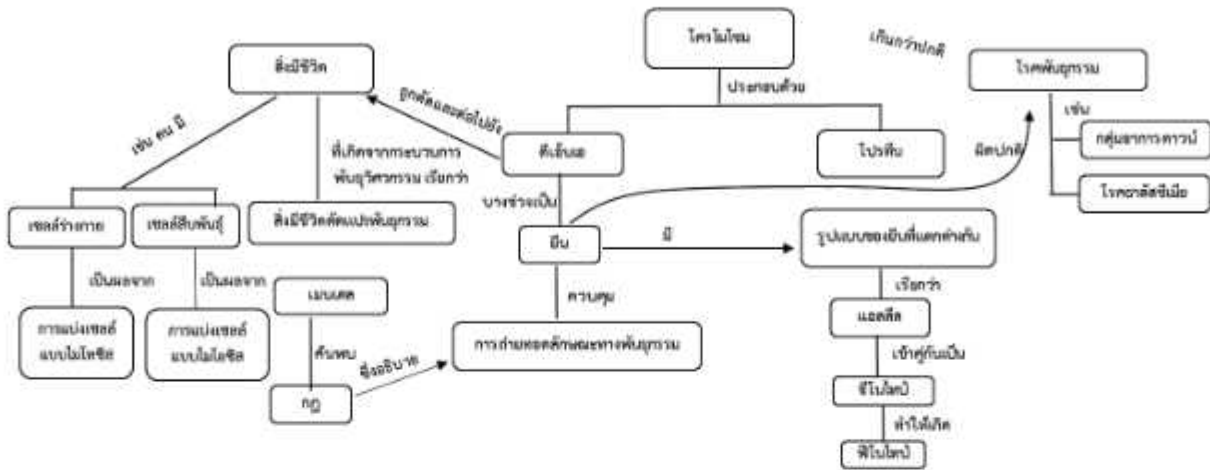 โครโมโซม
เกินกว่าปกติ
สิ่งมีชีวิต
โรคพันธุกรรม
ประกอบด้วย
ถูกตัดและต่อไปยัง
เช่น
เช่น คน มี
ดีเอ็นเอ
โปรตีน
ผิดปกติ
กลุ่มอาการดาวน์
ที่เกิดจากกระบวนการ
พันธุวิศวกรรม เรียกว่า
บางช่วงเป็น
โรคธาลัสซีเมีย
เซลล์ร่างกาย
เซลล์สืบพันธุ์
สิ่งมีชีวิตดัดแปรพันธุกรรม
ยีน
มี
รูปแบบของยีนที่แตกต่างกัน
เป็นผลจาก
เป็นผลจาก
เมนเดล
ควบคุม
เรียกว่า
แอลลีล
การแบ่งเซลล์
แบบไมโทซิส
การแบ่งเซลล์
แบบไมโอซิส
ค้นพบ
ซึ่งอธิบาย
การถ่ายทอดลักษณะทางพันธุกรรม
เข้าคู่กันเป็น
กฎ
จีโนไทป์
ทำให้เกิด
ฟีโนไทป์